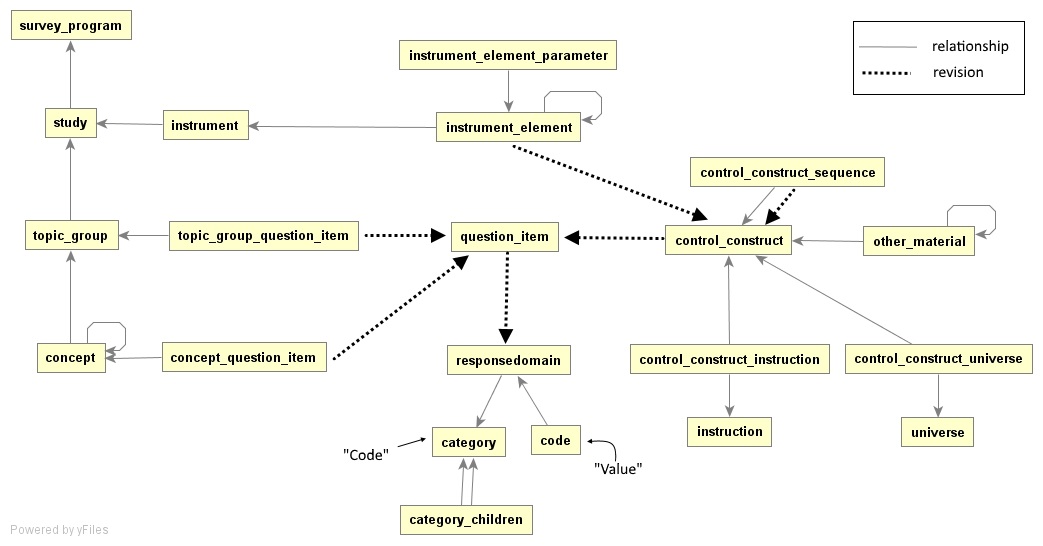 survey_program
relationship
revision
instrument_element_parameter
study
instrument
instrument_element
control_construct_sequence
topic_group
topic_group_question_item
question_item
control_construct
other_material
concept
concept_question_item
responsedomain
control_construct_instruction
control_construct_universe
"Code"
category
code
"Value"
instruction
universe
category_children
Powered by yFiles